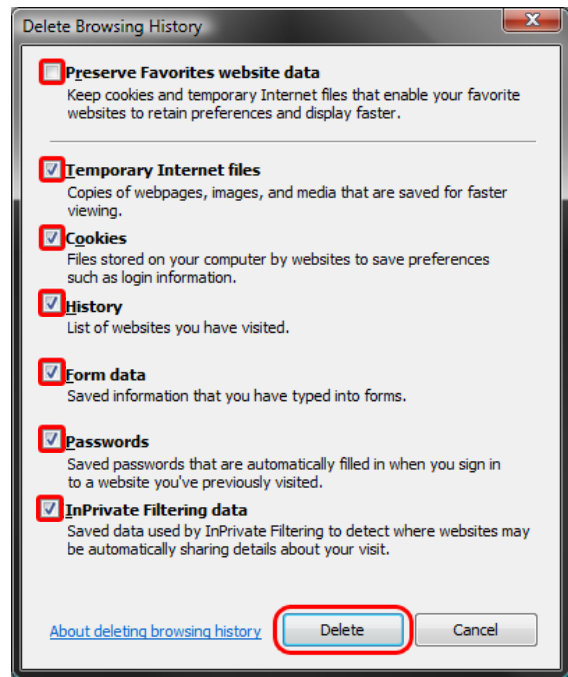 Delete Browsing History
Preserve Favorites website data
Keep cookies and temporary Internet files that enable your favorite
websites to retain preferences and display faster.
Temporary Internet files
Copies of webpages, images, and media that are saved for faster
viewing.
Cookies
Files stored on your computer by websites to save preferences
such as login information.
History
List of websites you have visited.
Form data
Saved information that you have typed into forms.
Passwords
Saved passwords that are automatically filled in when you sign in
to a website you've previously visited.
InPrivate Filtering data
Saved data used by InPrivate Filtering to detect where websites may
be automatically sharing details about your visit.
About deleting browsing history Delete Cancel